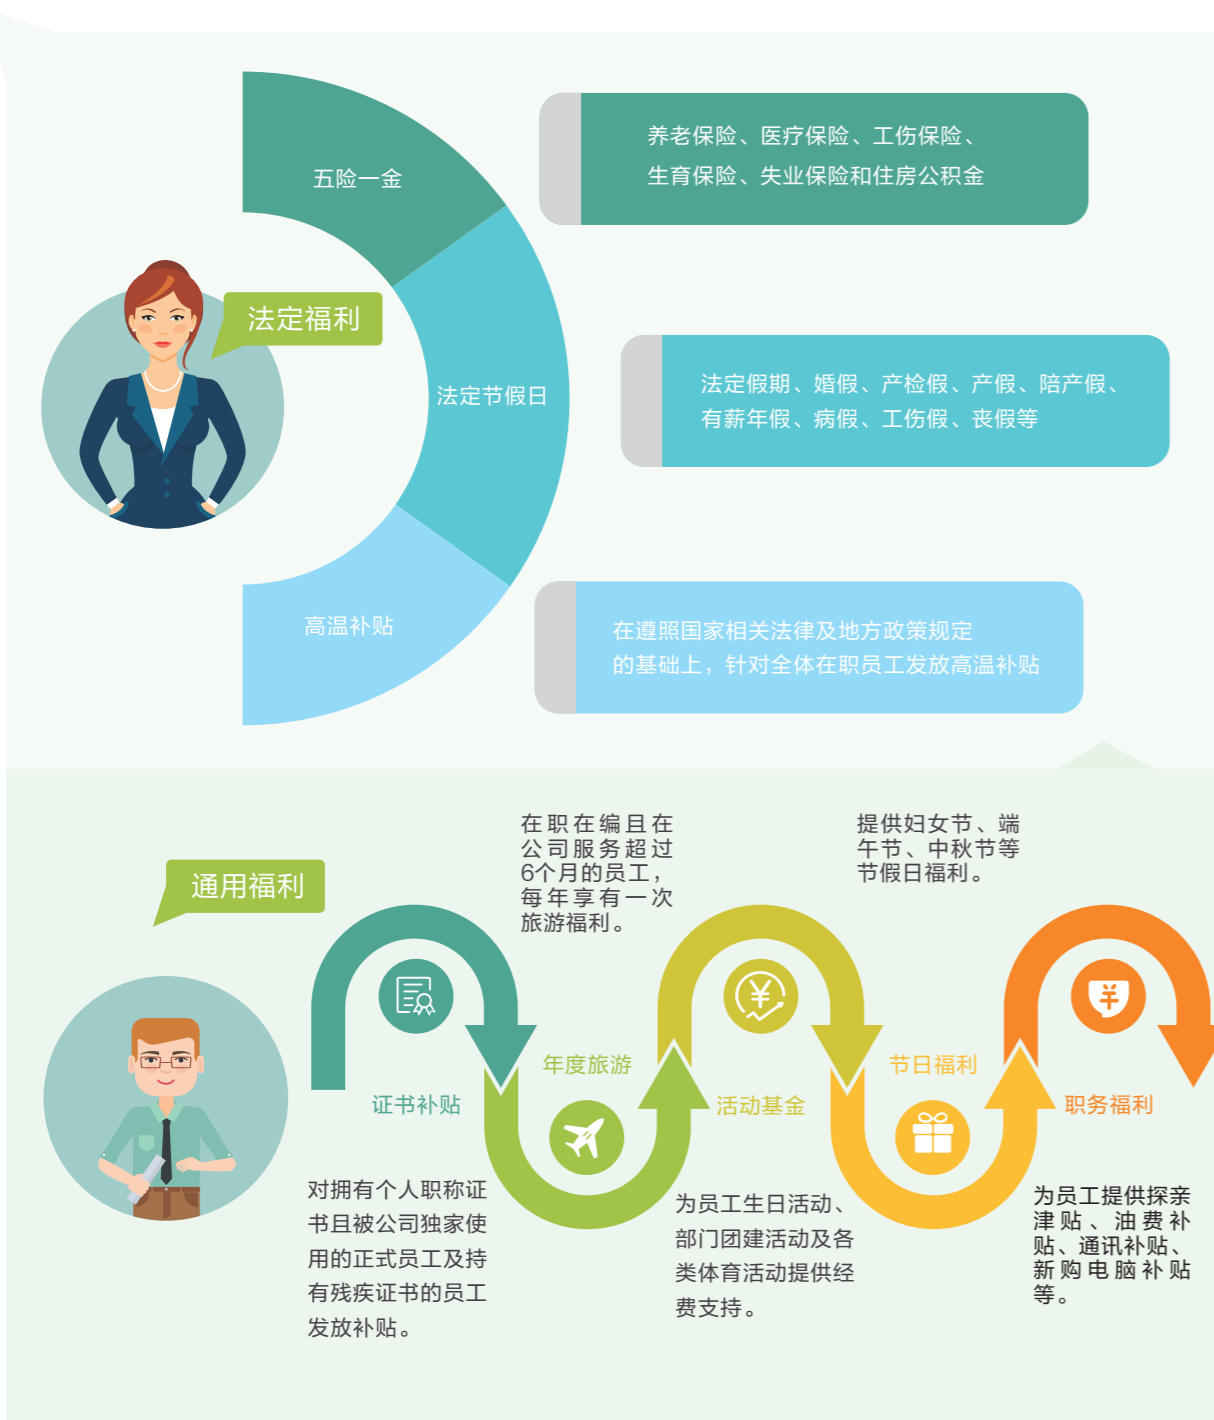 五险一金
养老保险、医疗保险、工伤保险、
生育保险、失业保险和住房公积金
法定福利
法定节假日
法定假期、婚假、产检假、产假、陪产假、
有薪年假、病假、工伤假、丧假等
高温补贴
在遵照国家相关法律及地方政策规定
的基础上，针对全体在职员工发放高温补贴
通用福利
证书补贴
对拥有个人职称证
书且被公司独家使
用的正式员工及持
有残疾证书的员工
发放补贴。
在职在编且在
公司服务超过
6个月的员工，
每年享有一次
旅游福利。
年度旅游
活动基金
为员工生日活动、
部门团建活动及各
类体育活动提供经
费支持。
提供妇女节、端
午节、中秋节等
节假日福利。
节日福利
职务福利
为员工提供探亲
津贴、油费补
贴、通讯补贴、
新购电脑补贴
等。